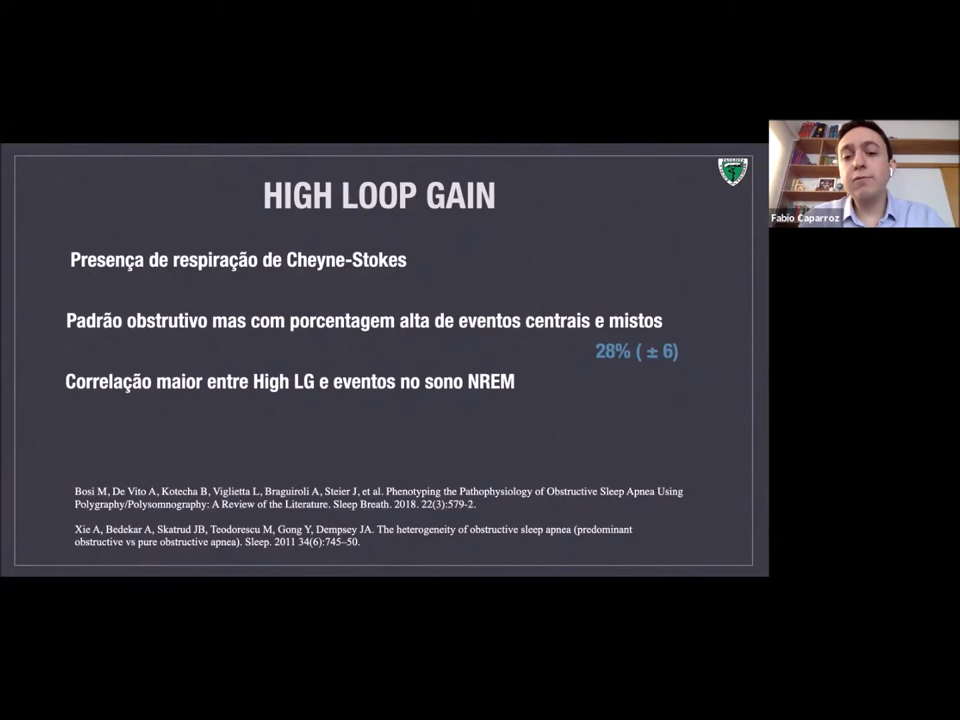 HIGH LOOP GAIN
Fabio Caparroz
Presença de respiração de Cheyne-Stokes
Padrão obstrutivo mas com porcentagem alta de eventos centrais e mistos
28% ( ± 6)
Correlação maior entre High LG e eventos no sono NREM
Bosi M, De Vito A, Kotecha B, Viglietta L, Braguiroli A, Steier J, et al. Phenotyping the Pathophysiology of Obstructive Sleep Apnea Using
Polygraphy/Polysomnography: A Review of the Literature. Sleep Breath. 2018. 22(3):579-2.
Xie A, Bedekar A, Skatrud JB, Teodorescu M, Gong Y, Dempsey JA. The heterogeneity of obstructive sleep apnea (predominant
obstructive vs pure obstructive apnea). Sleep. 2011 34(6):745–50.